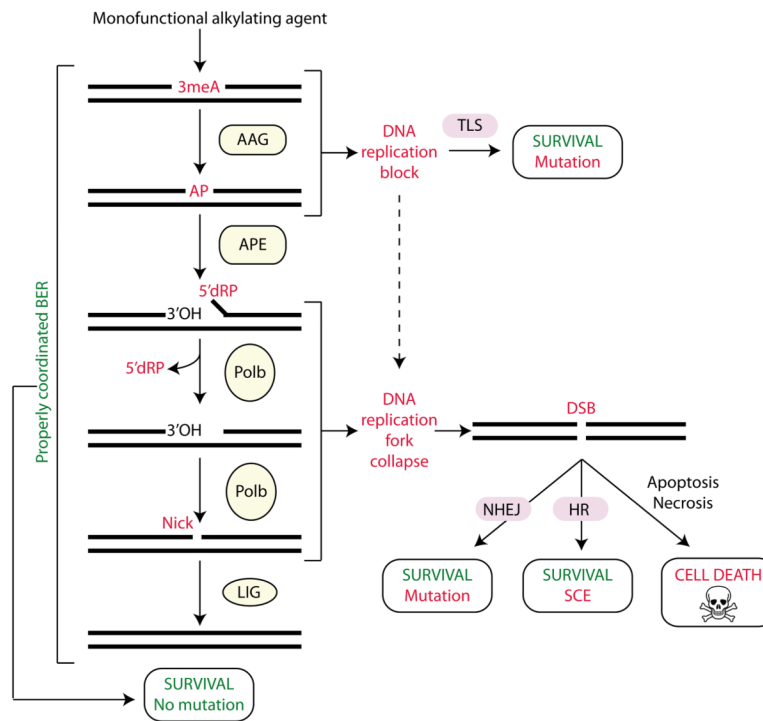 Monofunctional alkylating agent
3meA
AAG
AP
APE
5'dRP
3'OH
5'dRP
Polb
3'OH
Polb
Nick
LIG
Properly coordinated BER
SURVIVAL
No mutation
DNA
replication
block
TLS
SURVIVAL
Mutation
DNA
replication
fork
collapse
DSB
NHEJ
HR
Apoptosis
Necrosis
SURVIVAL
Mutation
SURVIVAL
SCE
CELL DEATH